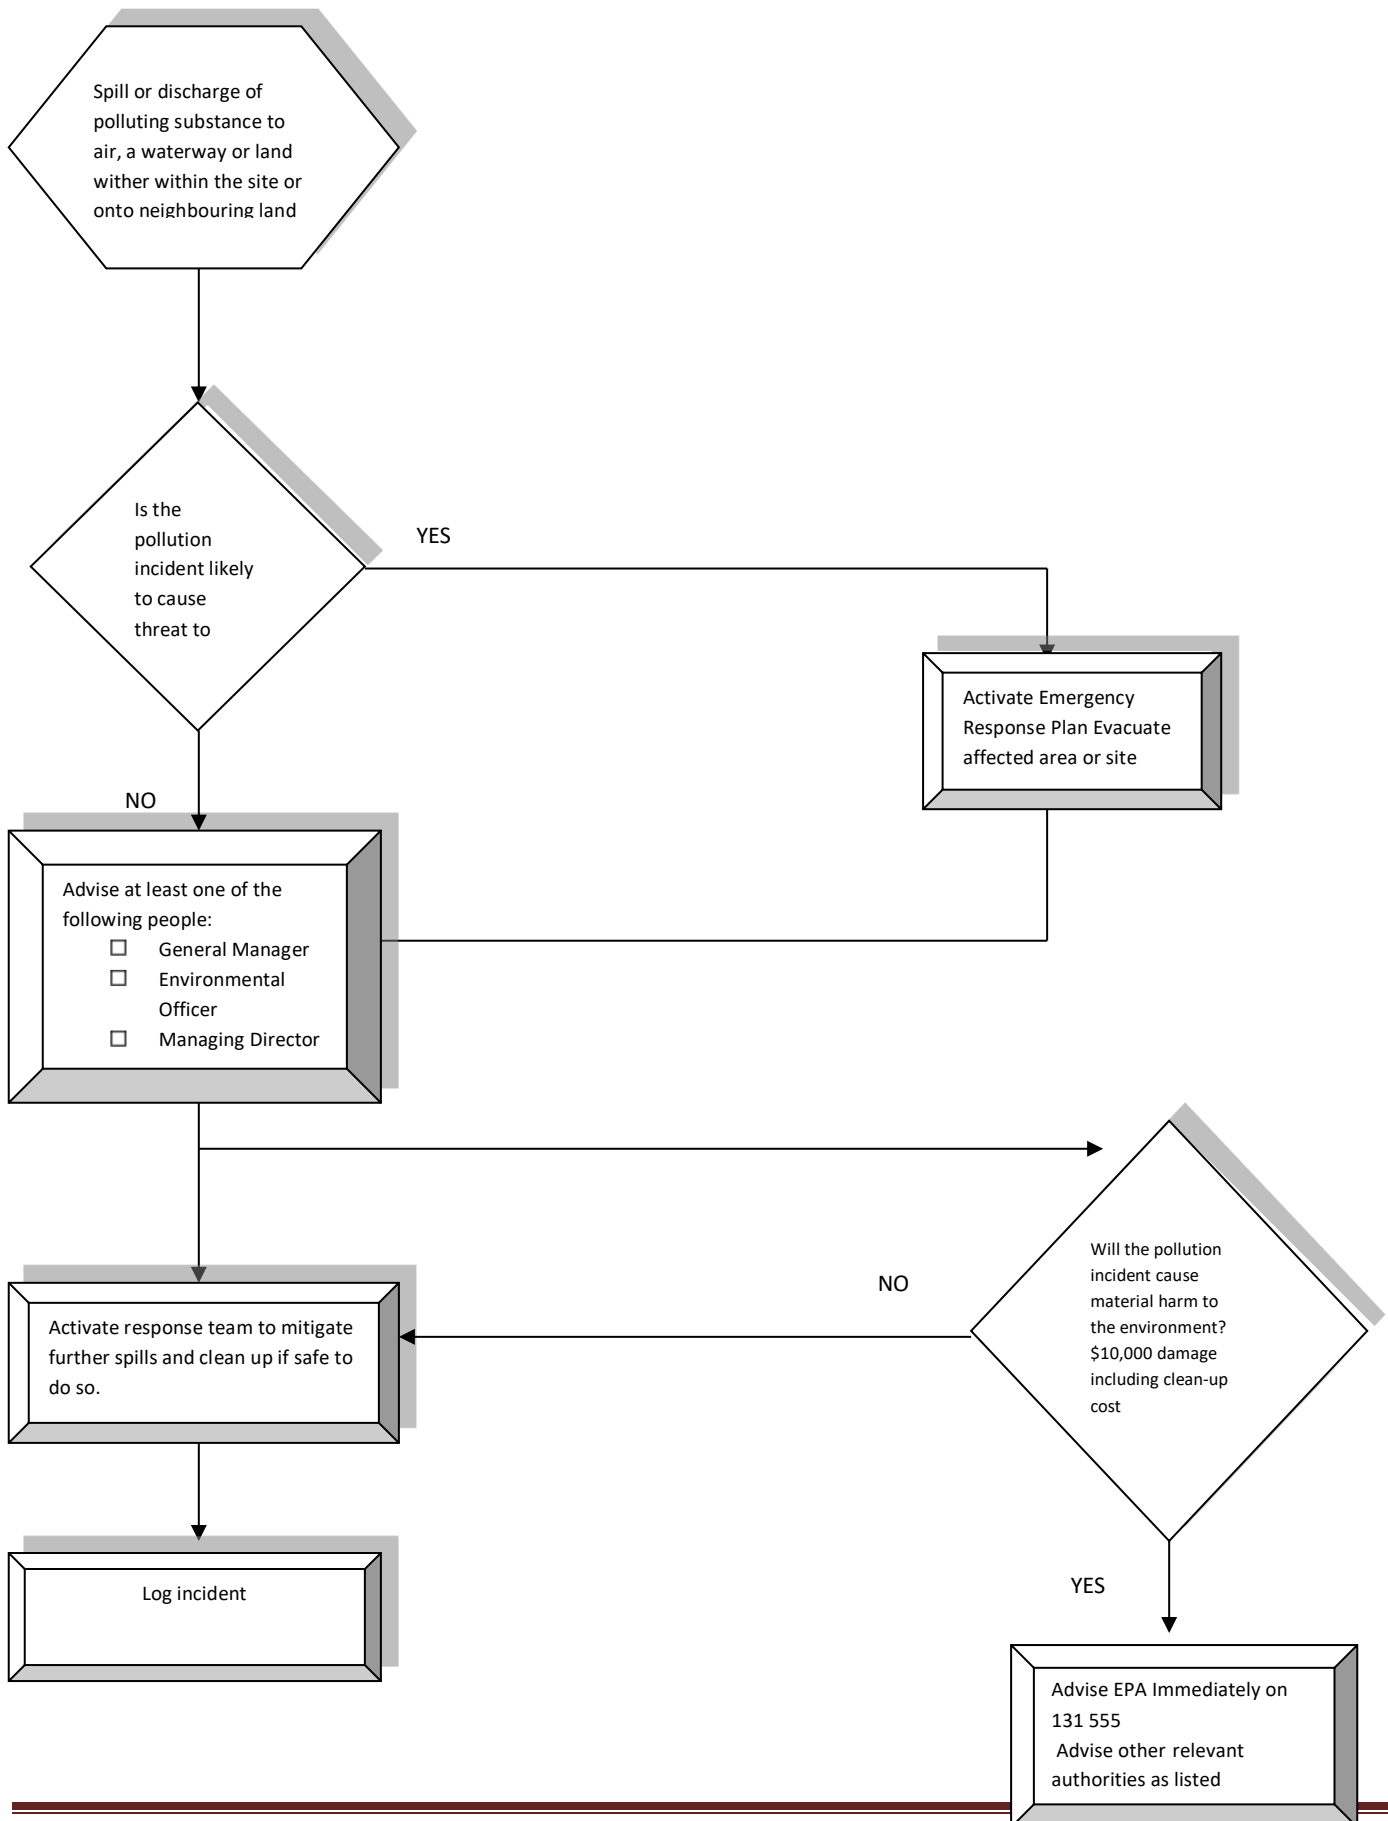 Spill or discharge of
polluting substance to
air, a waterway or land
wither within the site or
onto neighbouring land
Is the
pollution
incident likely
to cause
threat to
YES
Activate Emergency
Response Plan Evacuate
affected area or site
NO
Advise at least one of the
following people:
General Manager
Environmental
Officer
Managing Director
Will the pollution
incident cause
material harm to
the environment?
$10,000 damage
including clean-up
cost
NO
Activate response team to mitigate
further spills and clean up if safe to
do so.
Log incident
YES
Advise EPA Immediately on
131 555
Advise other relevant
authorities as listed